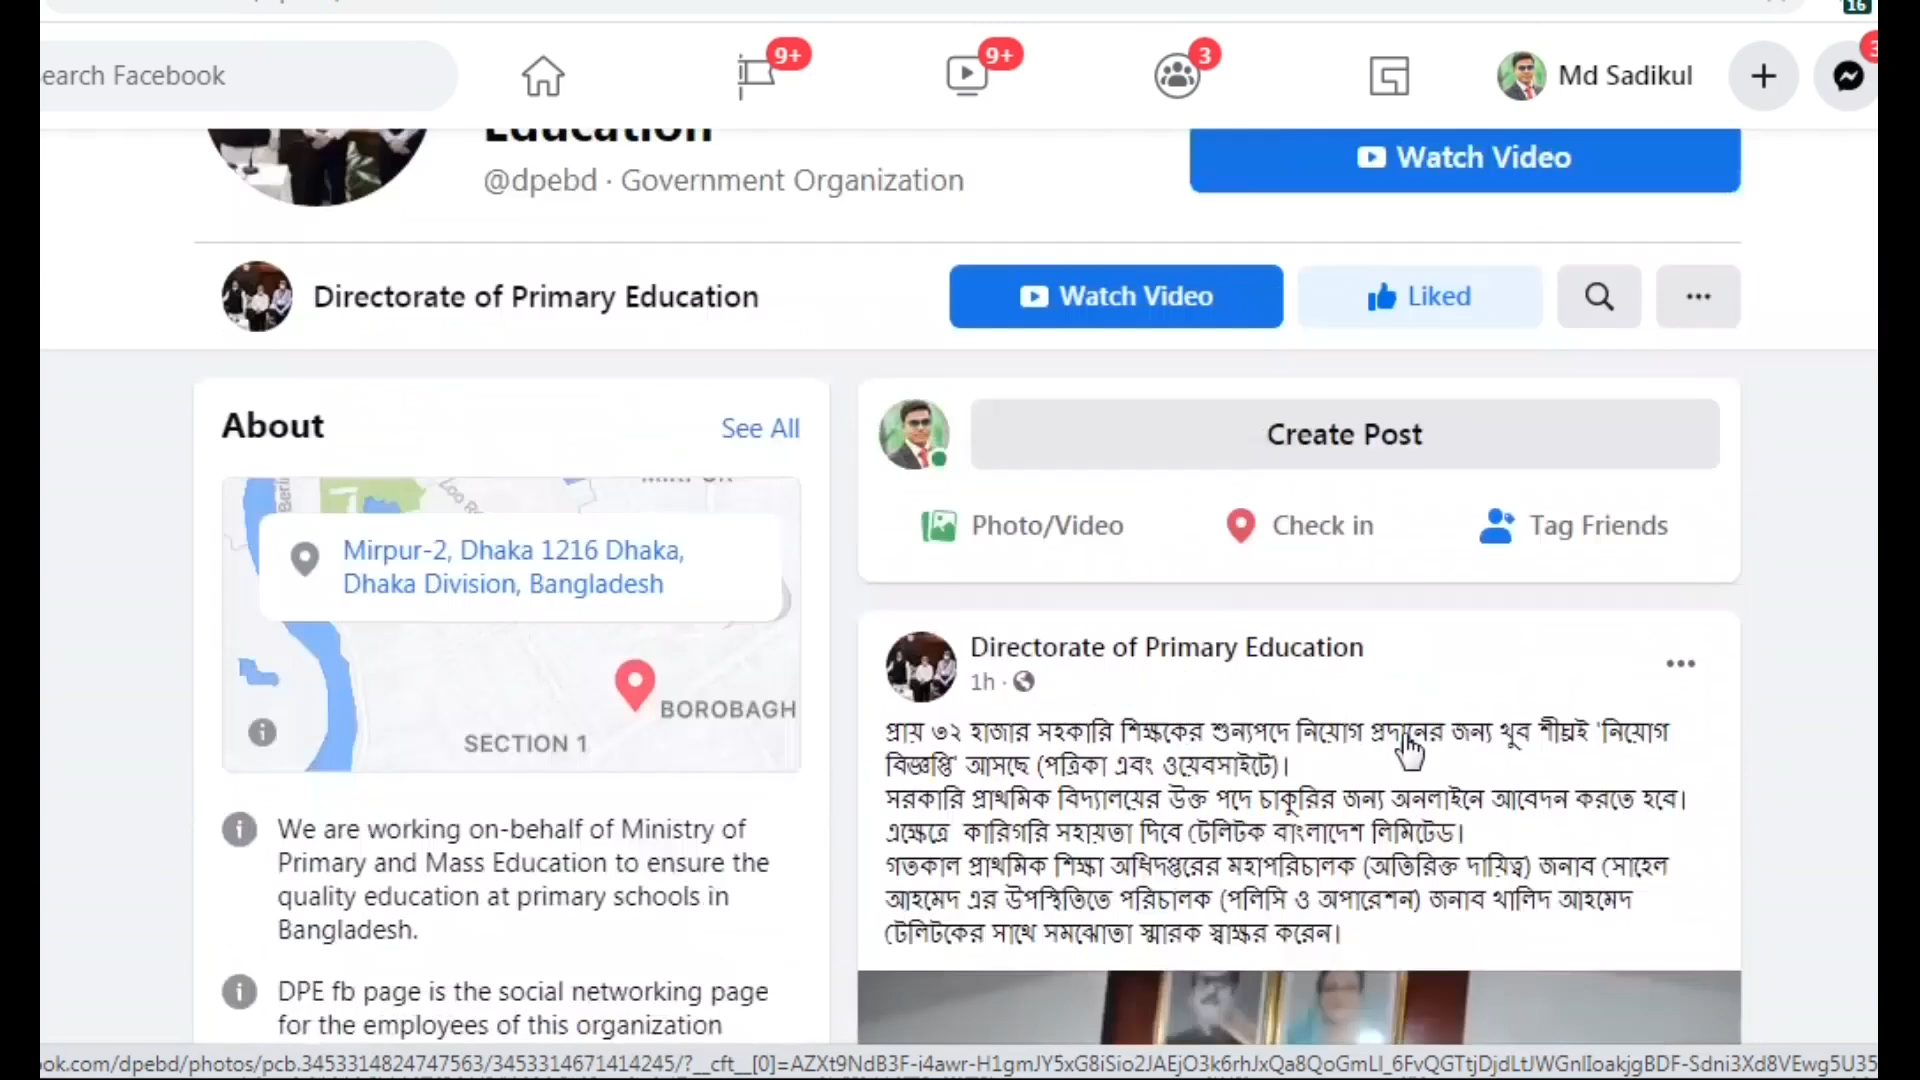 16
earch Facebook
9+
9+
3
Md Sadikul
3
Education
@dpebd · Government Organization
Watch Video
Directorate of Primary Education
Watch Video
Liked
About
See All
Create Post
Mirpur-2, Dhaka 1216 Dhaka,
Dhaka Division, Bangladesh
BOROBAGH
SECTION 1
Photo/Video
Check in
Tag Friends
Directorate of Primary Education
1h ·
প্রায় ৩২ হাজার সহকারি শিক্ষকের শুন্যপদে নিয়োগ প্রদানের জন্য খুব শীঘ্রই 'নিয়োগ
বিজ্ঞপ্তি' আসছে (পত্রিকা এবং ওয়েবসাইটে)।
সরকারি প্রাথমিক বিদ্যালয়ের উক্ত পদে চাকুরির জন্য অনলাইনে আবেদন করতে হবে।
এক্ষেত্রে কারিগরি সহায়তা দিবে টেলিটক বাংলাদেশ লিমিটেড।
গতকাল প্রাথমিক শিক্ষা অধিদপ্তরের মহাপরিচালক (অতিরিক্ত দায়িত্ব) জনাব সোহেল
আহমেদ এর উপস্থিতিতে পরিচালক (পলিসি ও অপারেশন) জনাব খালিদ আহমেদ
টেলিটকের সাথে সমঝোতা স্মারক স্বাক্ষর করেন।
We are working on-behalf of Ministry of
Primary and Mass Education to ensure the
quality education at primary schools in
Bangladesh.
DPE fb page is the social networking page
for the employees of this organization
ok.com/dpebd/photos/pcb.3453314824747563/3453314671414245/?__cft__[0]=